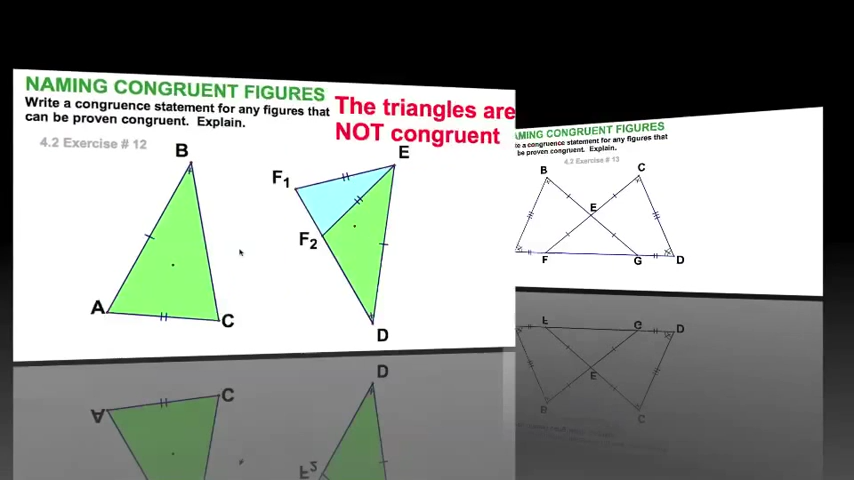 NAMING CONGRUENT FIGURES
Write a congruence statement for any figures that
can be proven congruent. Explain.
The triangles are
NOT congruent
4.2 Exercise # 12
B
E
F1
F2
A
C
D
AMING CONGRUENT FIGURES
te a congruence statement for any figures that
be proven congruent. Explain.
4.2 Exercise # 13
B
C
E
F
G
D